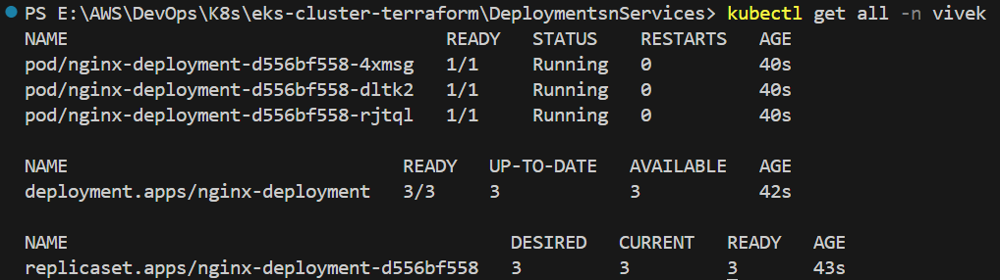 PS E:\AWS\DevOps\K8s\eks-cluster-terraform\DeploymentsnServices> kubectl get all -n vivek
NAME READY STATUS RESTARTS AGE
pod/nginx-deployment-d556bf558-4xmsg 1/1 Running 0 40s
pod/nginx-deployment-d556bf558-dltk2 1/1 Running 0 40s
pod/nginx-deployment-d556bf558-rjtql 1/1 Running 0 40s
NAME READY UP-TO-DATE AVAILABLE AGE
deployment.apps/nginx-deployment 3/3 3 3 42s
NAME DESIRED CURRENT READY AGE
replicaset.apps/nginx-deployment-d556bf558 3 3 3 43s